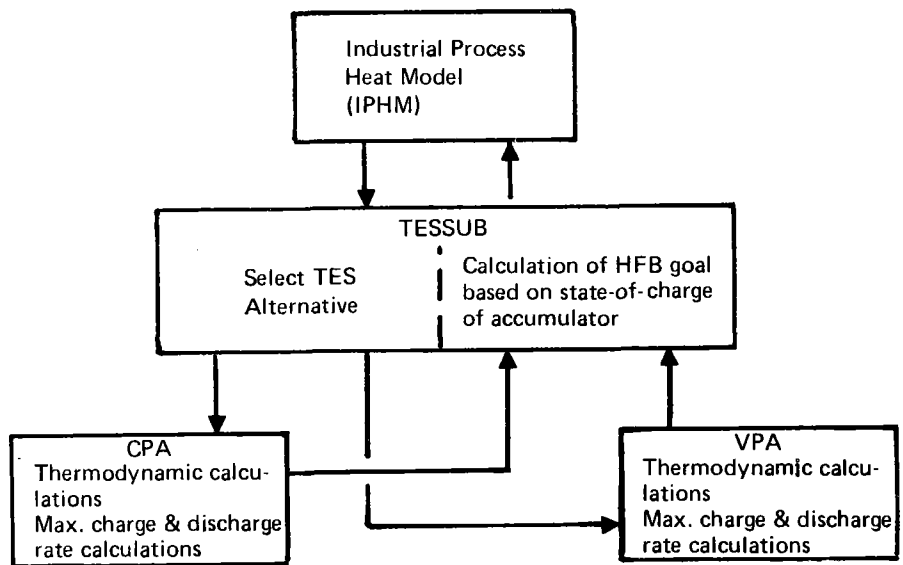 Industrial Process
Heat Model
(IPHM)
TESSUB
Select TES
Alternative
Calculation of HFB goal
based on state-of-charge
of accumulator
CPA
Thermodynamic calcu-
lations
Max. charge & discharge
rate calculations
VPA
Thermodynamic calcu-
lations
Max. charge & discharge
rate calculations